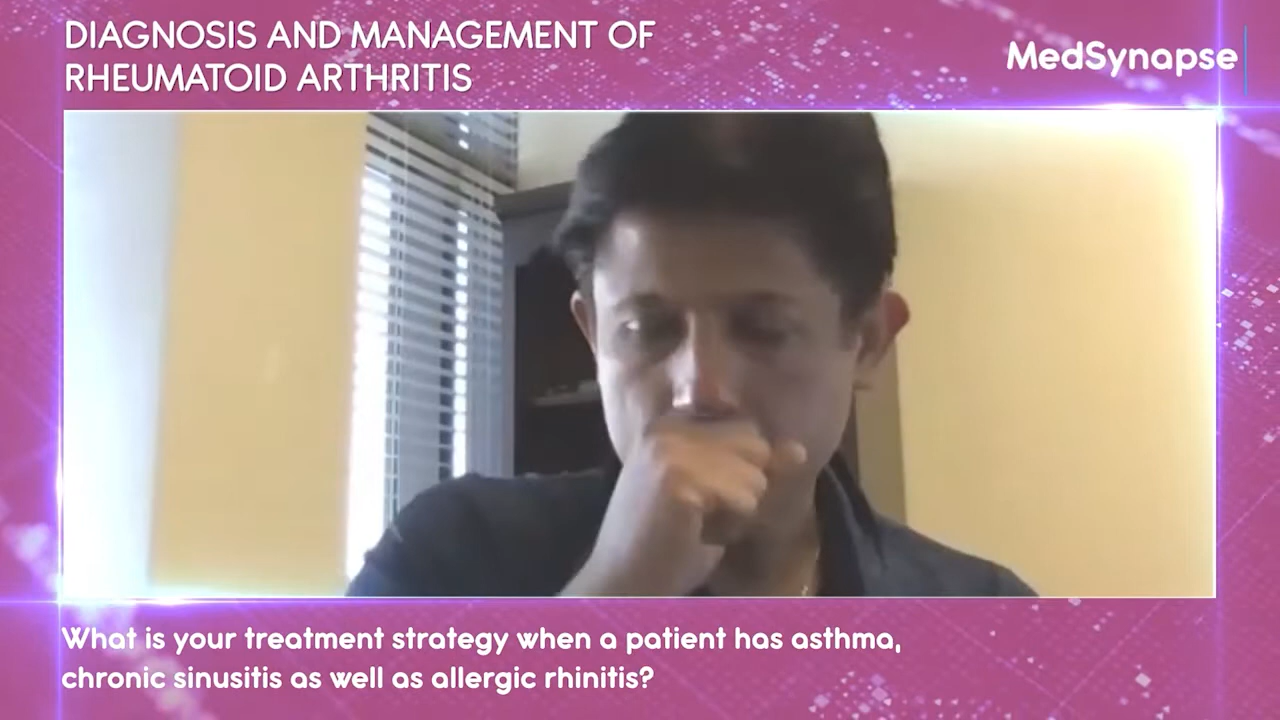 DIAGNOSIS AND MANAGEMENT OF
RHEUMATOID ARTHRITIS
MedSynapse
What is your treatment strategy when a patient has asthma,
chronic sinusitis as well as allergic rhinitis?